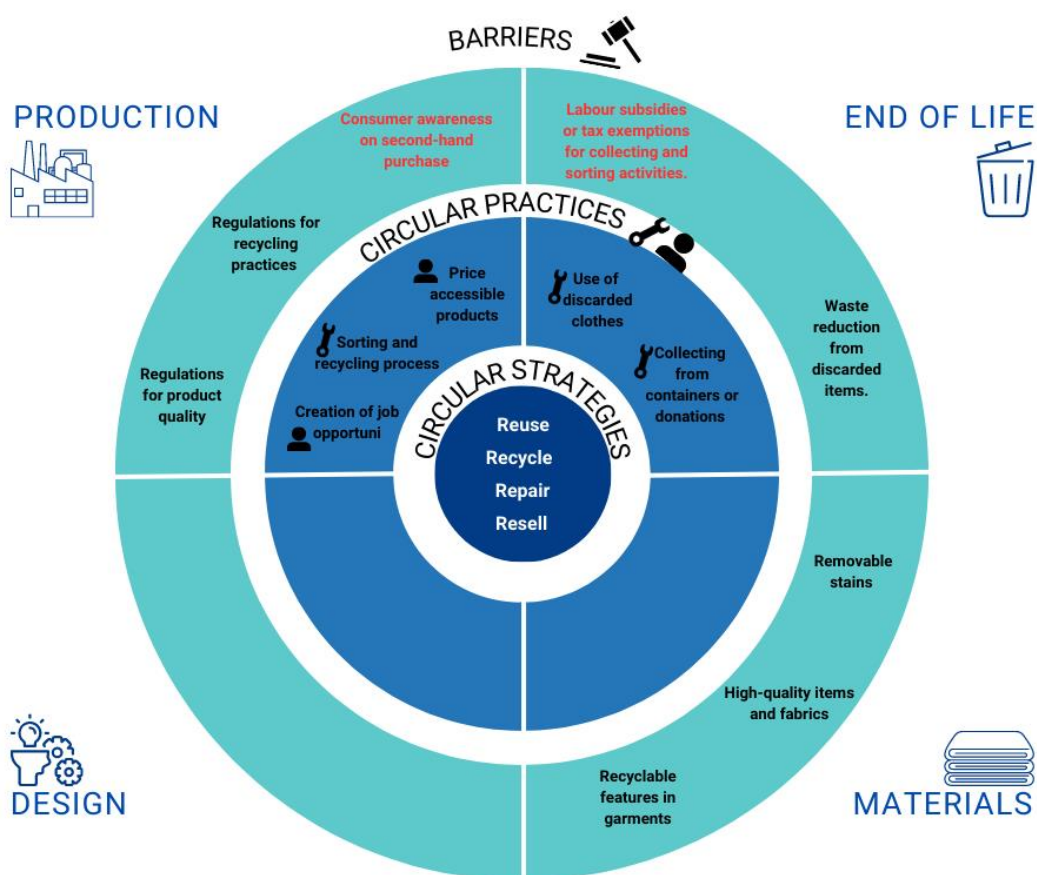 BARRIERS
PRODUCTION
END OF LIFE
Consumer awareness
on second-hand
purchase
Labour subsidies
or tax exemptions
for collecting and
sorting activities.
Regulations for
recycling
practices
Regulations
for product
quality
Waste
reduction
from
discarded
items.
CIRCULAR PRACTICES
Price
accessible
products
Sorting and
recycling process
Creation of job
opportuni
Use of
discarded
clothes
Collecting
from
containers or
donations
CIRCULAR STRATEGIES
Reuse
Recycle
Repair
Resell
Removable
stains
High-quality items
and fabrics
Recyclable
features in
garments
DESIGN
MATERIALS